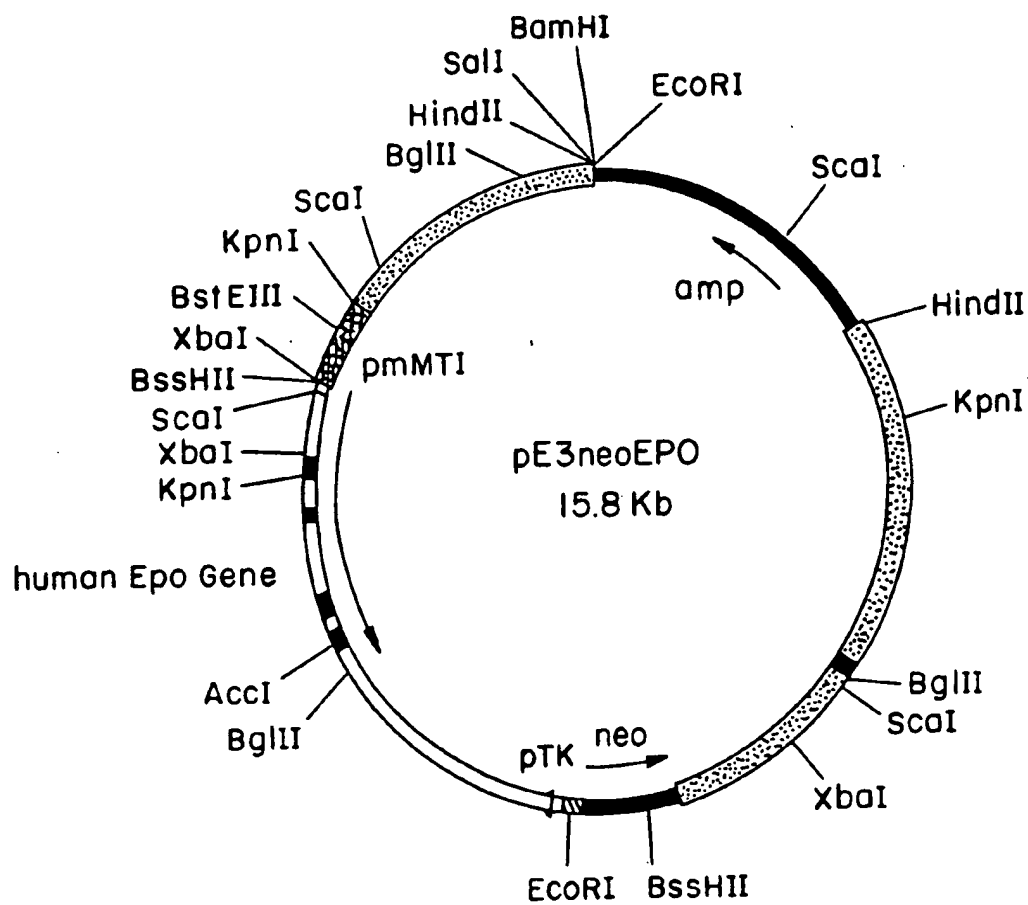 BamHI
SalI
EcoRI
HindII
BglII
ScaI
ScaI
KpnI
amp
BstEIII
HindII
XbaI
pmMTI
BssHII
KpnI
ScaI
XbaI
pE3neoEPO
KpnI
15.8 Kb
human Epo Gene
AccI
BglII
BglII
ScaI
pTK neo
XbaI
EcoRI
BssHII